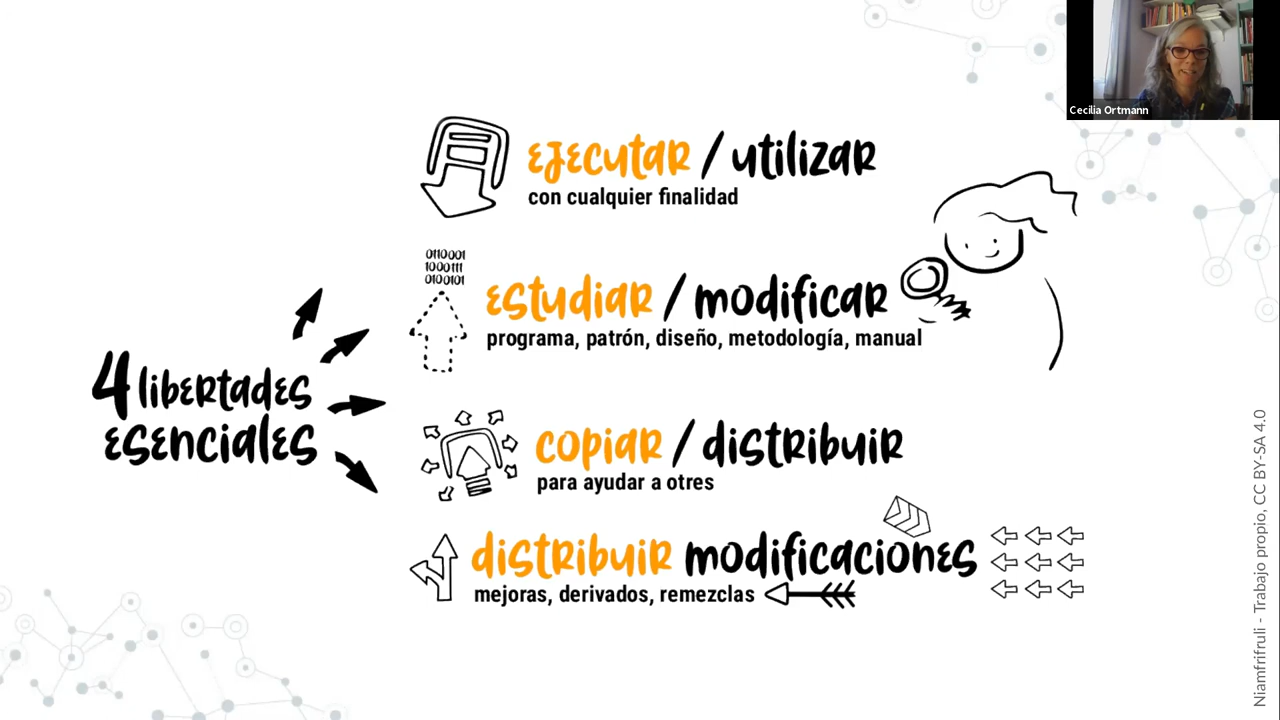 Cecilia Ortmann
ejecutar / utilizar
con cualquier finalidad
0110001
1000111
0100101
estudiar / modificar
programa, patrón, diseño, metodología, manual
4 libertades
esenciales
copiar / distribuir
para ayudar a otres
distribuir modificaciones
mejoras, derivados, remezclas
Niamfrifruli - Trabajo propio, CC BY-SA 4.0